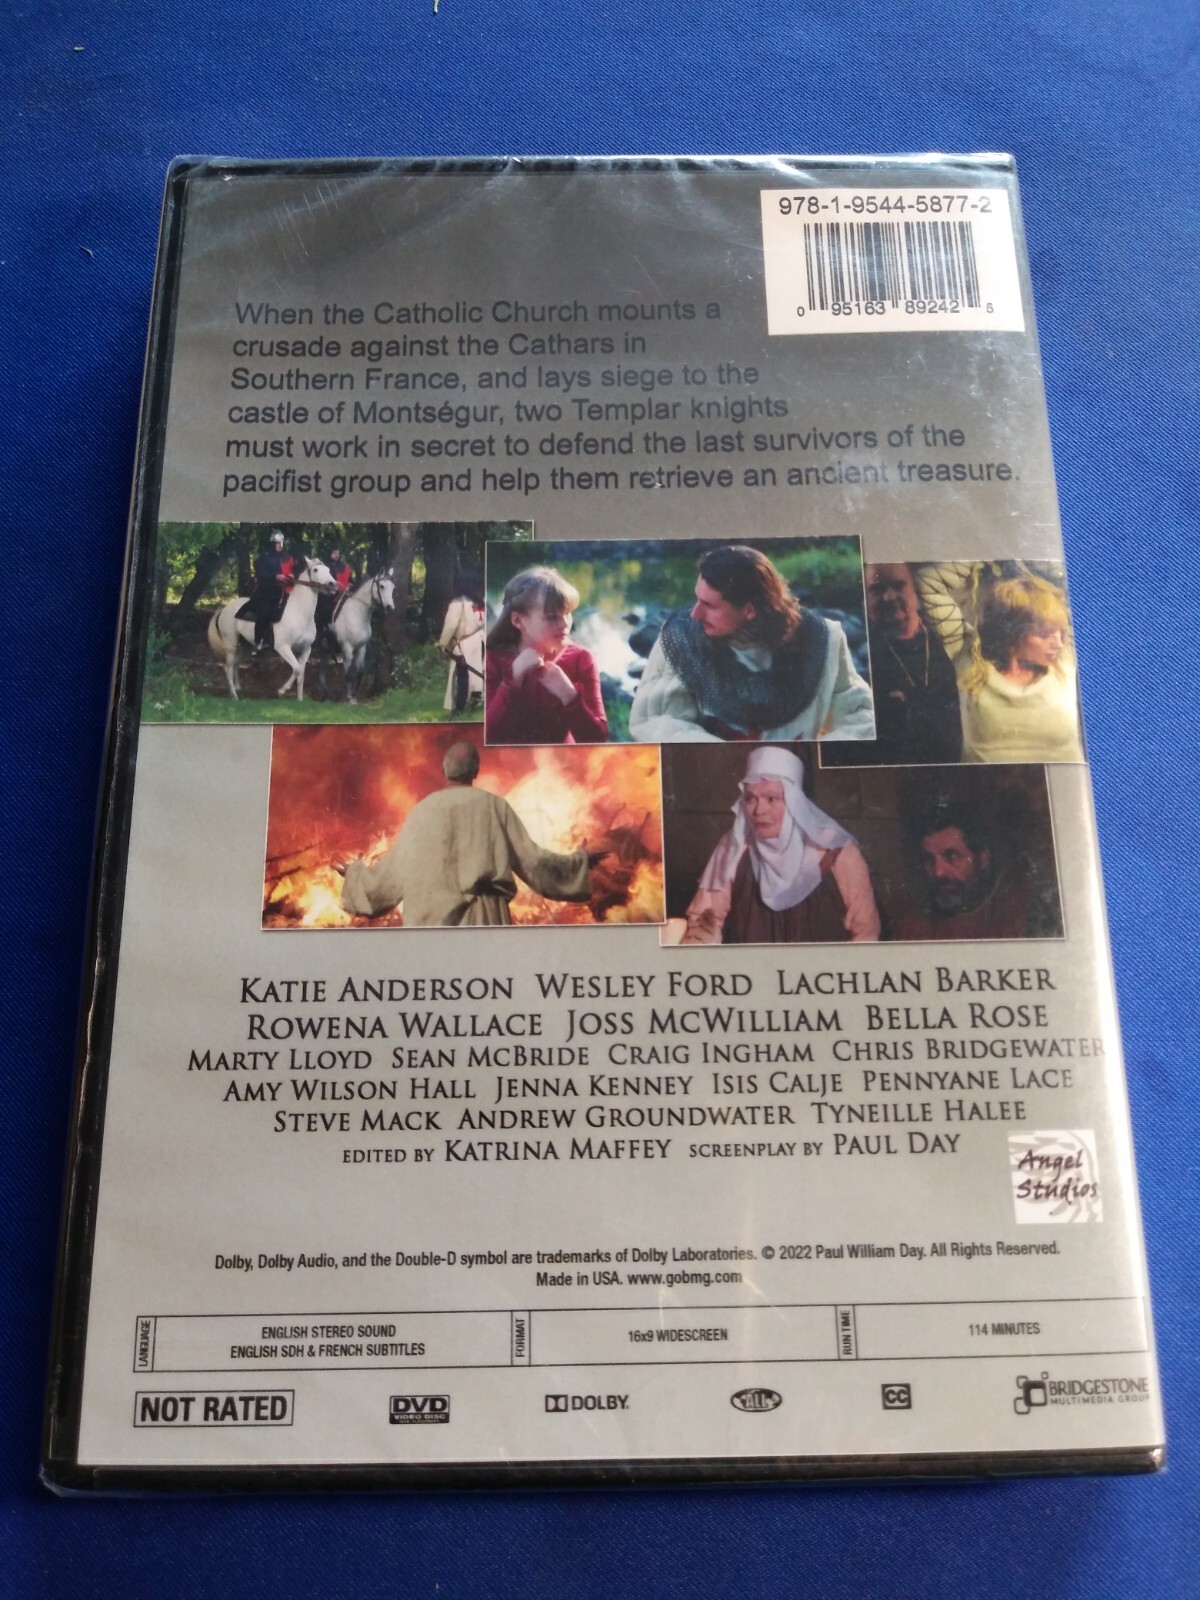 978-1-9544-5877-2
0 95163 89242 5
When the Catholic Church mounts a
crusade against the Cathars in
Southern France, and lays siege to the
castle of Montségur, two Templar knights
must work in secret to defend the last survivors of the
pacifist group and help them retrieve an ancient treasure.
KATIE ANDERSON WESLEY FORD LACHLAN BARKER
ROWENA WALLACE JOSS MCWILLIAM BELLA ROSE
MARTY LLOYD SEAN MCBRIDE CRAIG INGHAM CHRIS BRIDGEWATER
AMY WILSON HALL JENNA KENNEY ISIS CALJE PENNYANE LACE
STEVE MACK ANDREW GROUNDWATER TYNEILLE HALEE
EDITED BY KATRINA MAFFEY SCREENPLAY BY PAUL DAY
Angel
Studios
Dolby, Dolby Audio, and the Double-D symbol are trademarks of Dolby Laboratories. © 2022 Paul William Day. All Rights Reserved.
Made in USA. www.gobmg.com
LANGUAGE
ENGLISH STEREO SOUND
ENGLISH SDH & FRENCH SUBTITLES
FORMAT
16x9 WIDESCREEN
RUN TIME
114 MINUTES
NOT RATED
DVD
VIDEO DISC
DOLBY.
ALL
CC
BRIDGESTONE
MULTIMEDIA GROUP